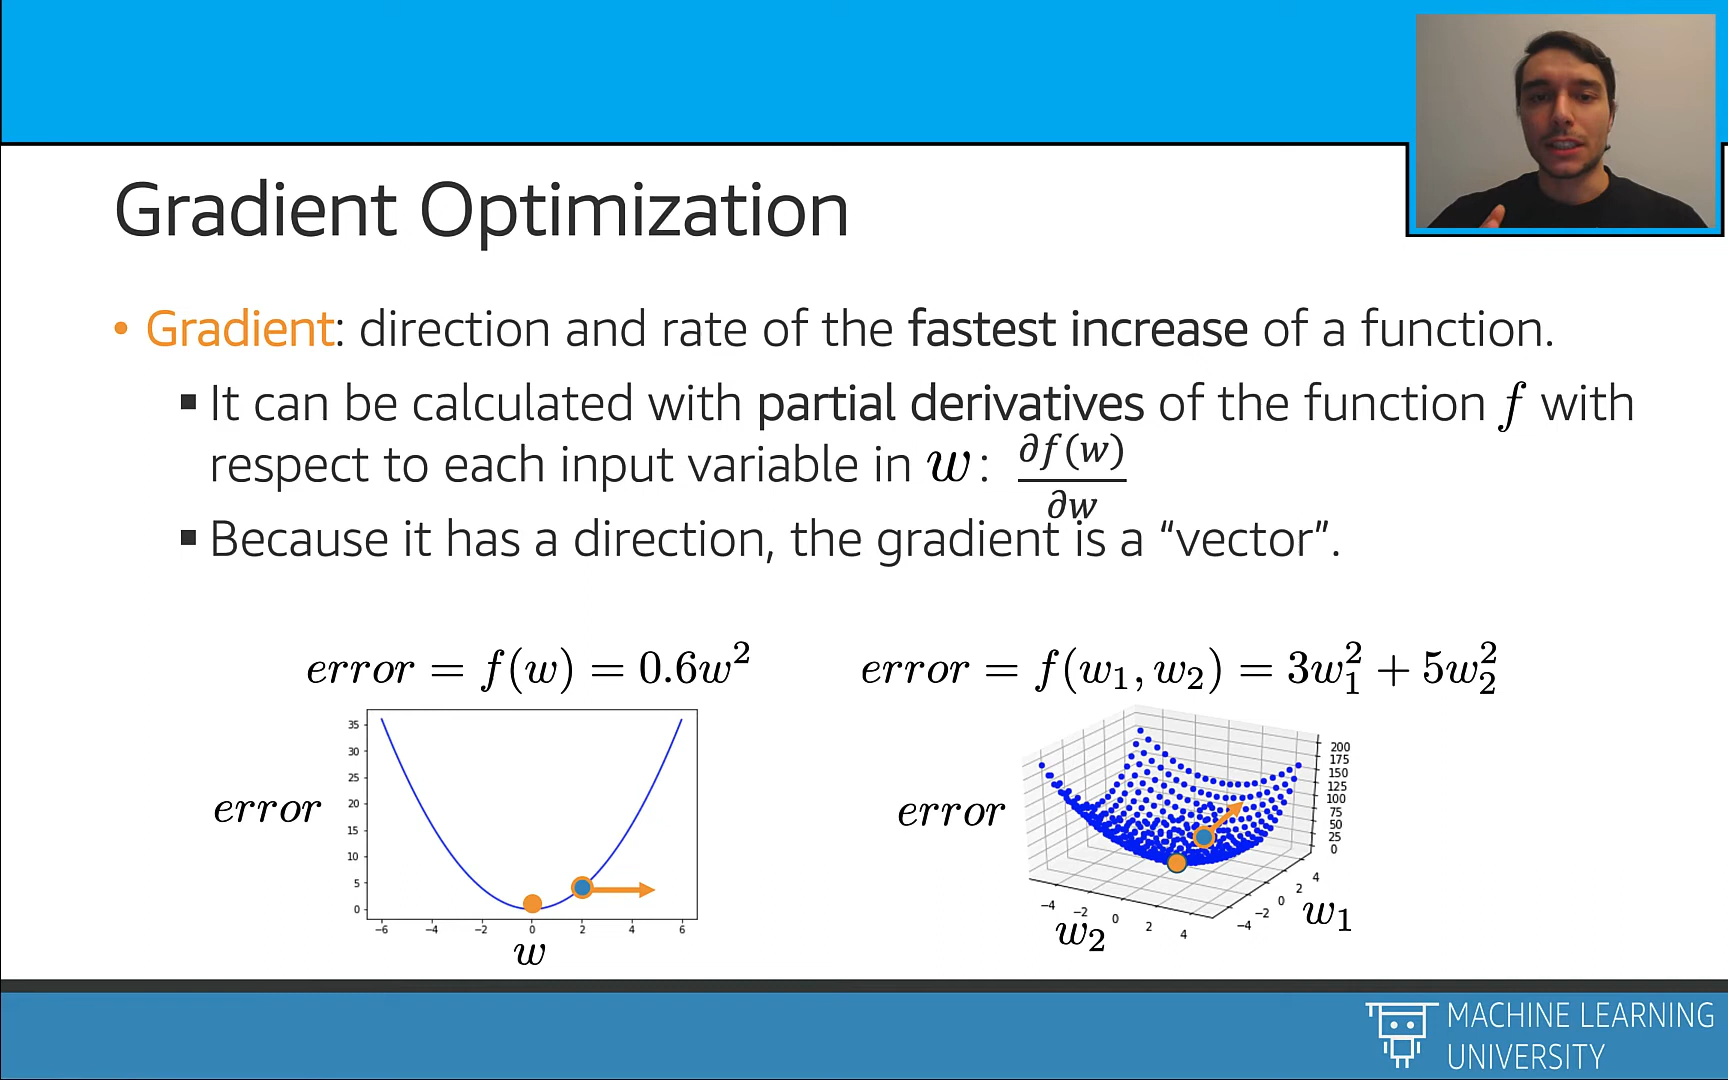 Gradient Optimization
• Gradient: direction and rate of the fastest increase of a function.
▪ It can be calculated with partial derivatives of the function f with
respect to each input variable in w: ∂f(w)/∂w
▪ Because it has a direction, the gradient is a “vector”.
error = f(w) = 0.6w²
error = f(w₁, w₂) = 3w₁² + 5w₂²
error
35
30
25
20
15
10
5
0
−6 −4 −2 0 2 4 6
w
error
200
175
150
125
100
75
50
25
0
−4 −2 0 2 4
w₂
−4 −2 0 2 4
w₁
MACHINE LEARNING
UNIVERSITY